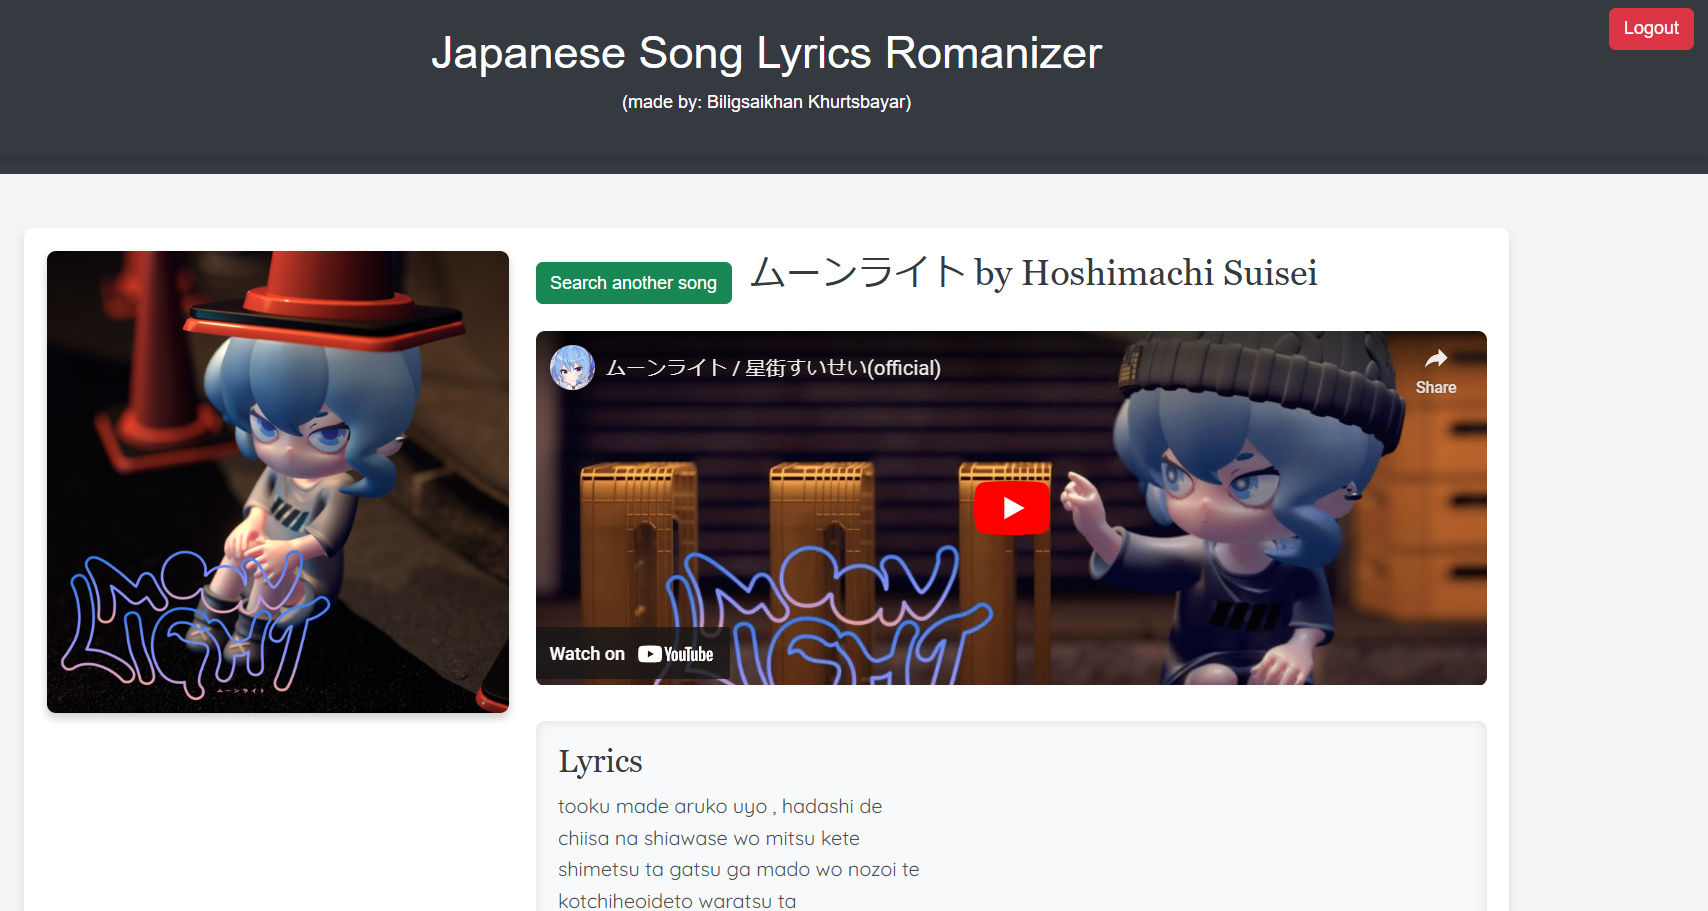 Japanese Song Lyrics Romanizer
Logout
(made by: Biligsaikhan Khurtsbayar)
Search another song
ムーンライト by Hoshimachi Suisei
ムーンライト / 星街すいせい(official)
Share
MOON
LIGHT
ムーンライト
MOON
LIGHT
Watch on YouTube
Lyrics
tooku made aruko uyo , hadashi de
chiisa na shiawase wo mitsu kete
shimetsu ta gatsu ga mado wo nozoi te
kotchiheoideto waratsu ta